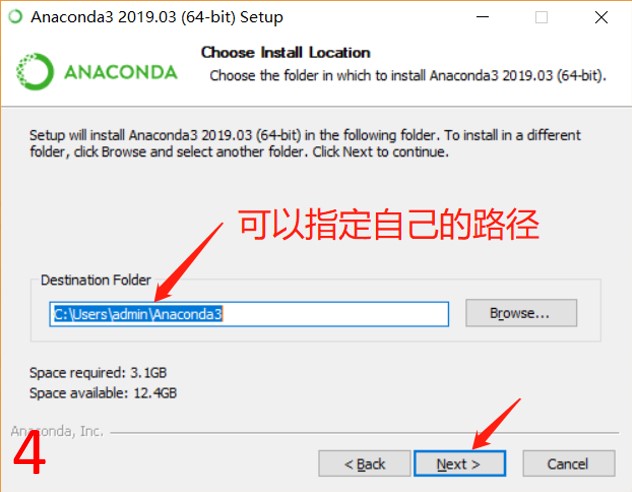 Anaconda3 2019.03 (64-bit) Setup
ANACONDA
Choose Install Location
Choose the folder in which to install Anaconda3 2019.03 (64-bit).
Setup will install Anaconda3 2019.03 (64-bit) in the following folder. To install in a different
folder, click Browse and select another folder. Click Next to continue.
可以指定自己的路径
Destination Folder
C:\Users\admin\Anaconda3
Browse...
Space required: 3.1GB
Space available: 12.4GB
Anaconda, Inc.
4
< Back
Next >
Cancel